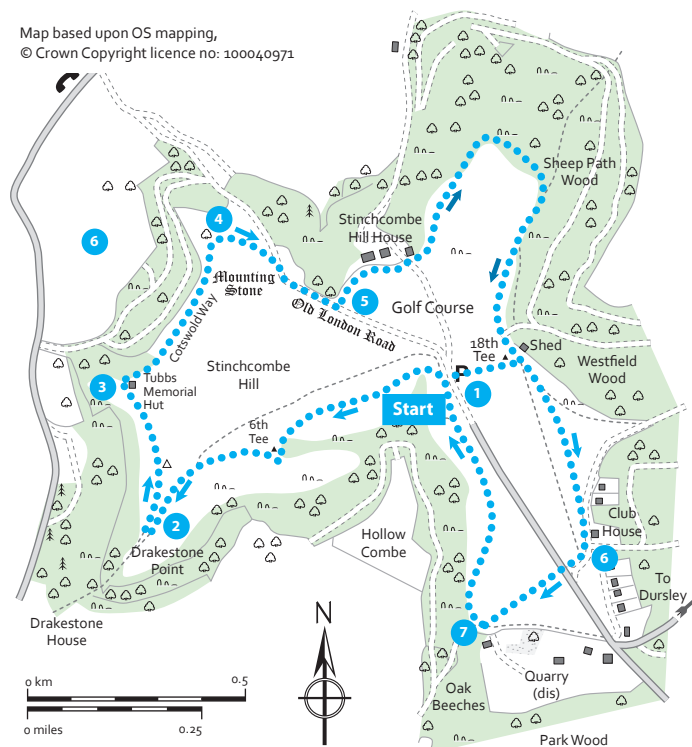 Map based upon OS mapping,
© Crown Copyright licence no: 100040971
Sheep Path
Wood
4
Stinchcombe
Hill House
6
Mounting
Stone
5
Old London Road
Golf Course
Cotswold Way
18th
Tee
Shed
Westfield
Wood
Stinchcombe
Hill
P
3
Tubbs
Memorial
Hut
1
Start
6th
Tee
2
Drakestone
Point
Hollow
Combe
Club
House
6
To
Dursley
Drakestone
House
N
7
Quarry
(dis)
Oak
Beeches
Park Wood
0 km
0.5
0 miles
0.25